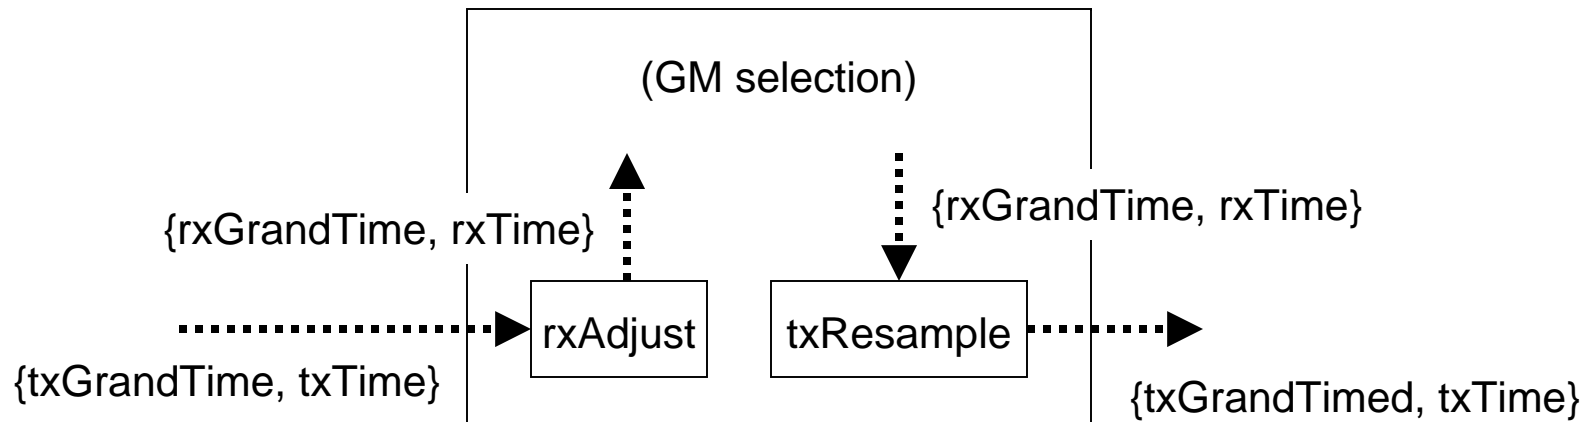 (GM selection)
{rxGrandTime, rxTime}
{rxGrandTime, rxTime}
rxAdjust
txResample
{txGrandTime, txTime}
{txGrandTimed, txTime}